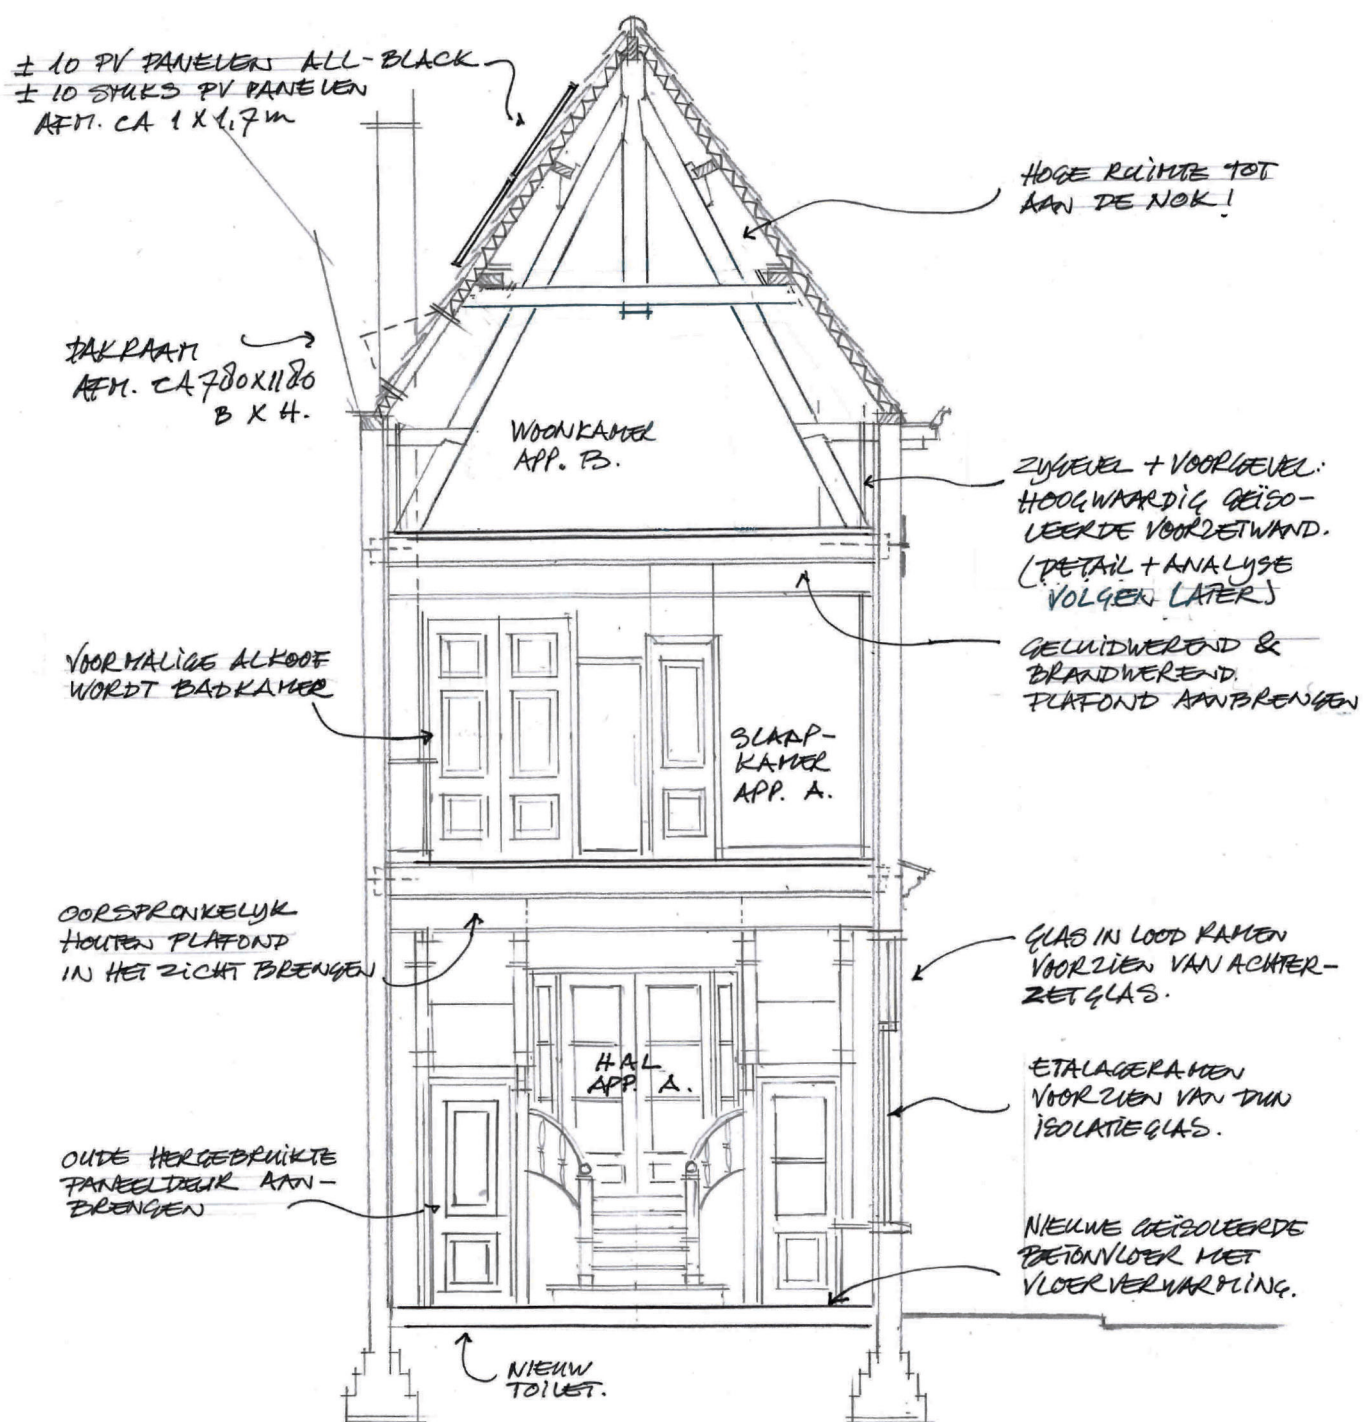 ± 10 PV PANELEN ALL-BLACK
± 10 STUKS PV PANELEN
AFM. CA 1 X 1,7 m
HOGE RUIMTE TOT
AAN DE NOK!
DAKRAAM
AFM. CA 780X1180
B X H.
WOONKAMER
APP. B.
ZYGEVEL + VOORGEVEL:
HOOGWAARDIG GEÏSO-
LEERDE VOORZETWAND.
(DETAIL + ANALYSE
VOLGEN LATER)
GELUIDWEREND &
BRANDWEREND.
PLAFOND AANBRENGEN
VOORMALIGE ALKOOF
WORDT BADKAMER
SLAAP-
KAMER
APP. A.
OORSPRONKELYK
HOUTEN PLAFOND
IN HET ZICHT BRENGEN
GLAS IN LOOD RAMEN
VOORZIEN VAN ACHTER-
ZETGLAS.
HAL
APP. A.
ETALAGERAMEN
VOORZIEN VAN DUN
ISOLATIEGLAS.
OUDE HERGEBRUIKTE
PANEELDEUR AAN-
BRENGEN
NIEUWE GEÏSOLEERDE
BETONVLOER MET
VLOERVERWARMING.
NIEUW
TOILET.